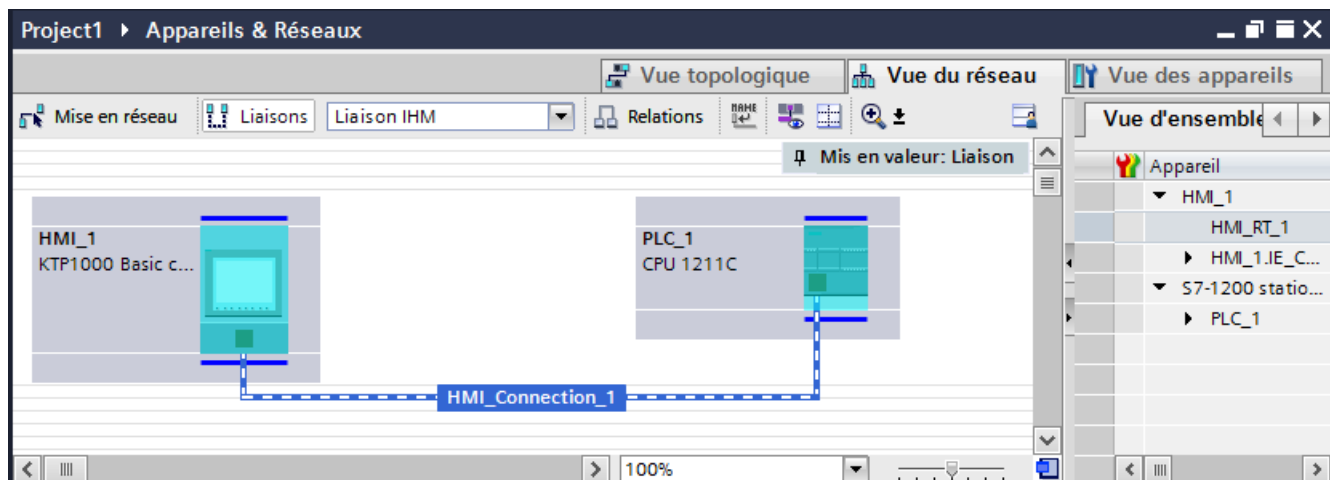 Project1 ▸ Appareils & Réseaux
Vue topologique
Vue du réseau
Vue des appareils
Mise en réseau
Liaisons
Liaison IHM
Relations
NAME
Vue d'ensemble
Mis en valeur: Liaison
Appareil
HMI_1
HMI_RT_1
HMI_1.IE_C...
S7-1200 statio...
PLC_1
HMI_1
KTP1000 Basic c...
PLC_1
CPU 1211C
HMI_Connection_1
100%